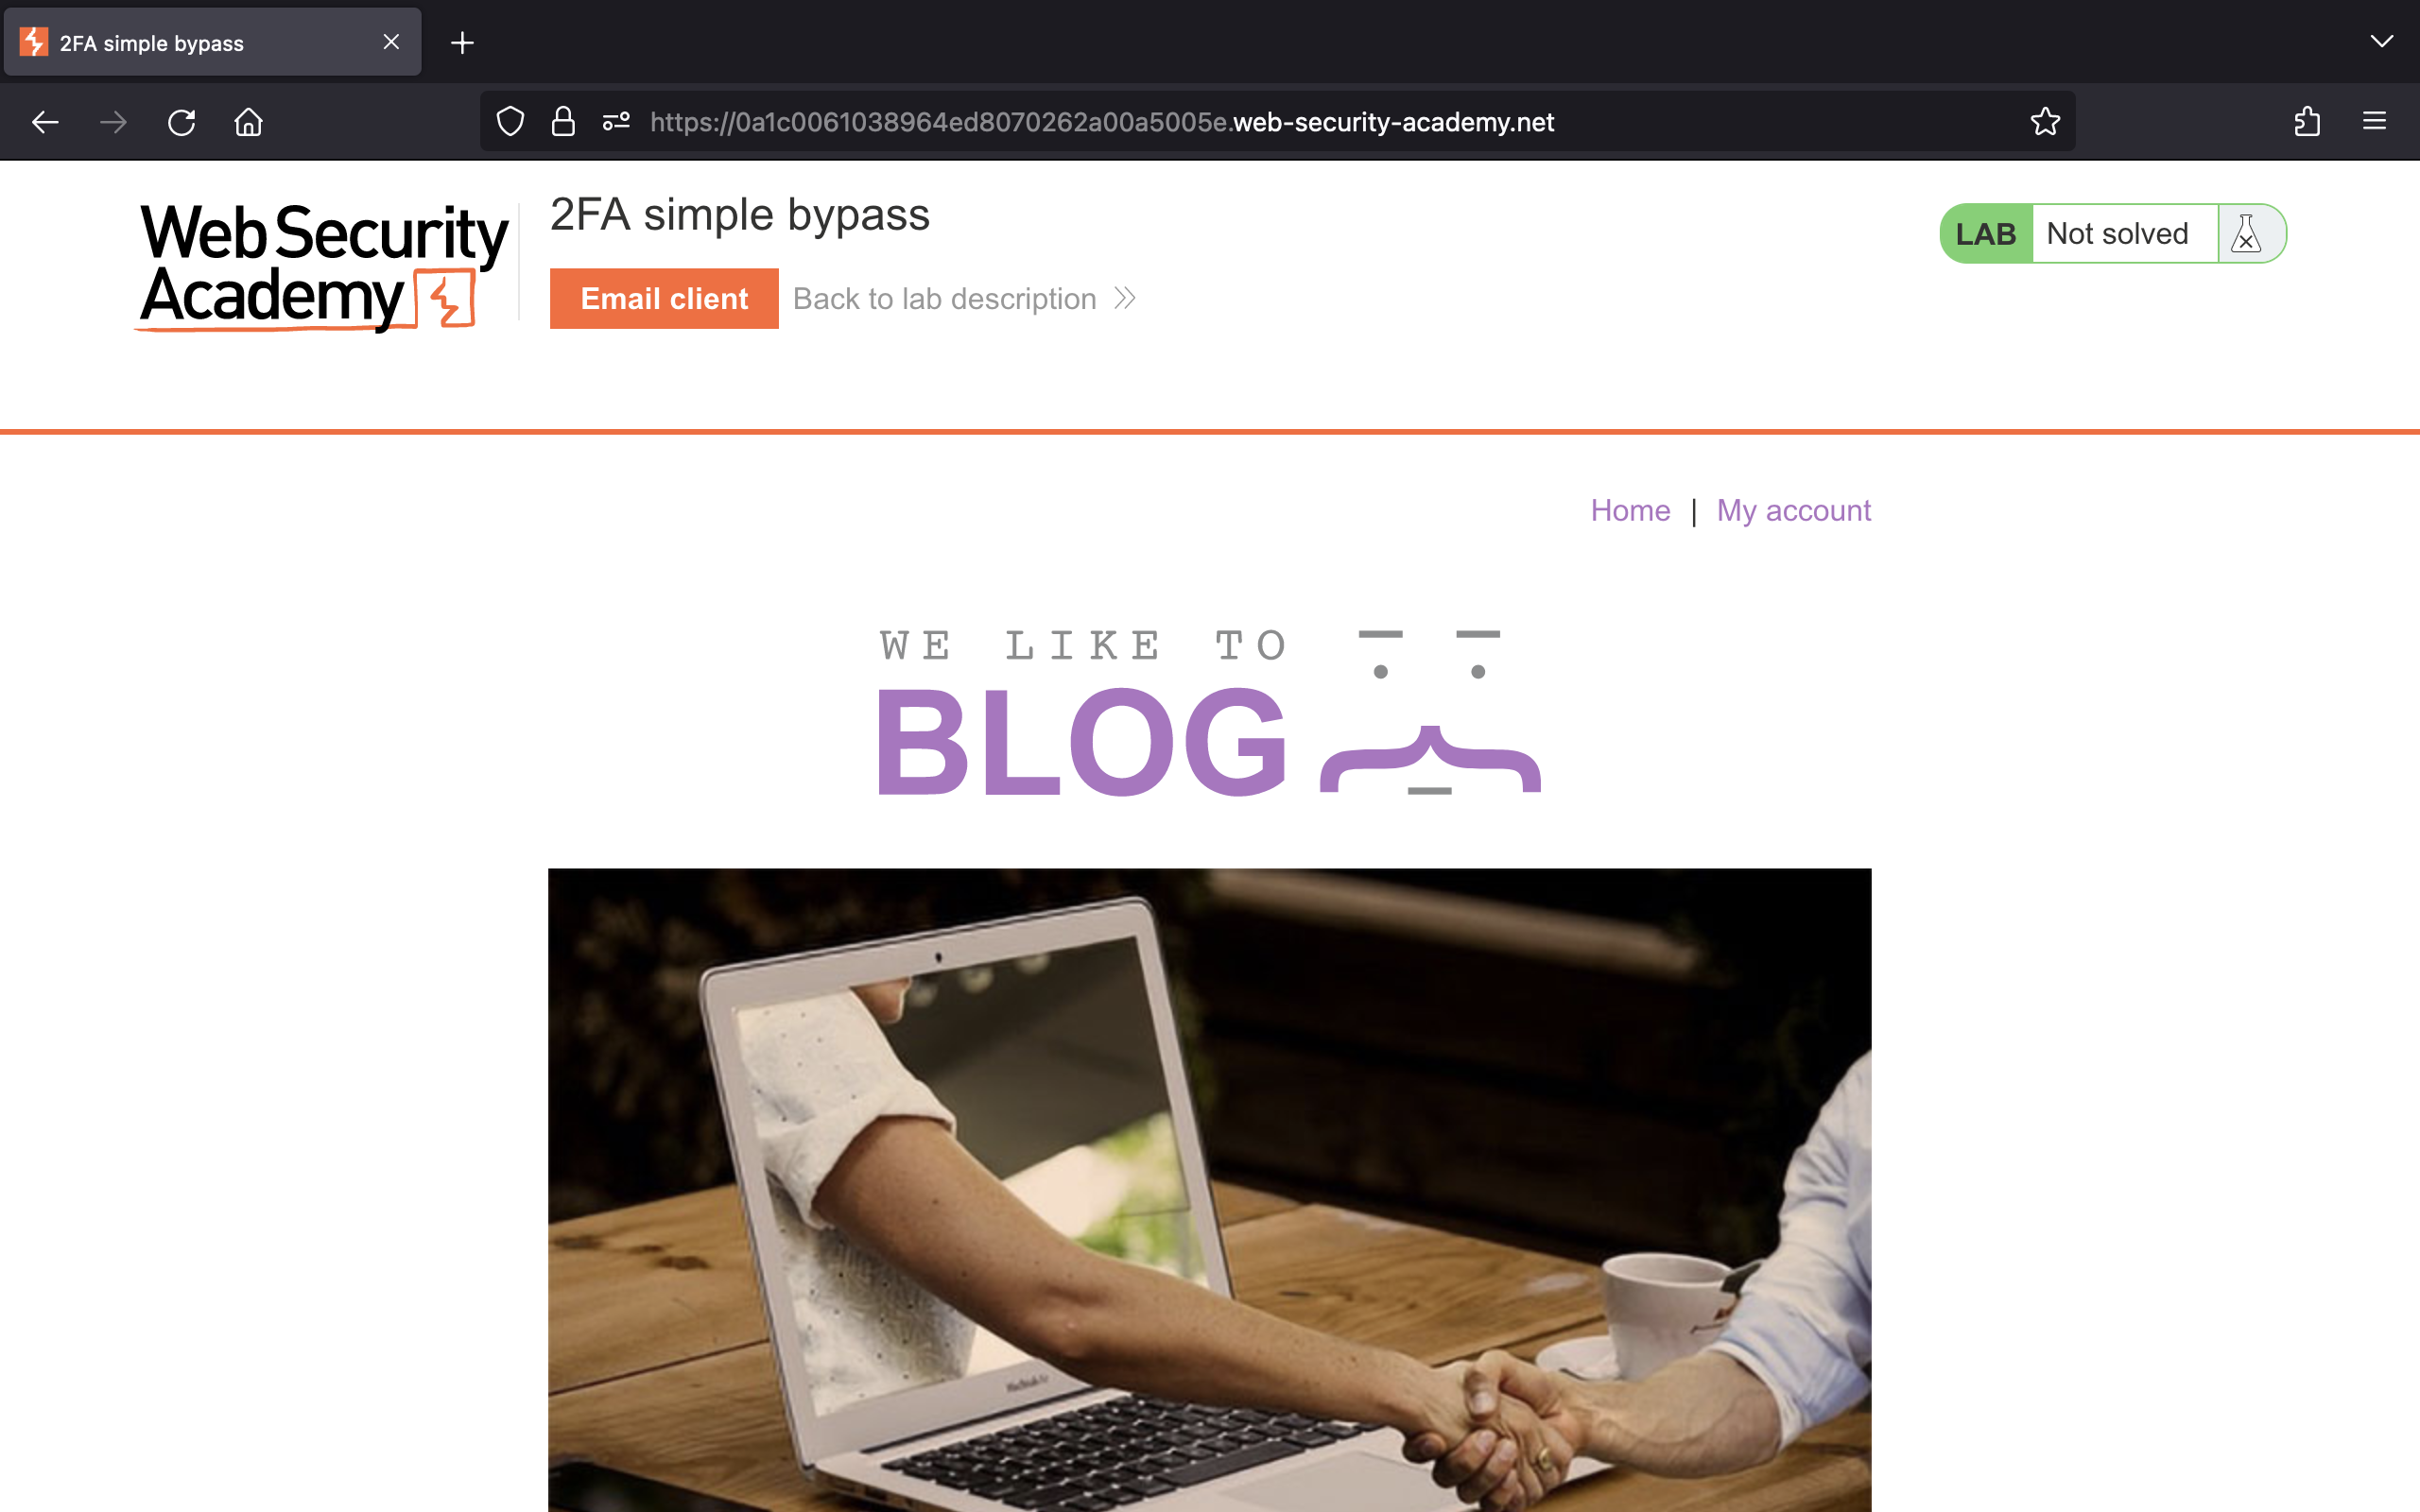 2FA simple bypass
https://0a1c0061038964ed8070262a00a5005e.web-security-academy.net
Web Security
Academy
2FA simple bypass
Email client
Back to lab description
LAB
Not solved
Home | My account
WE LIKE TO
BLOG